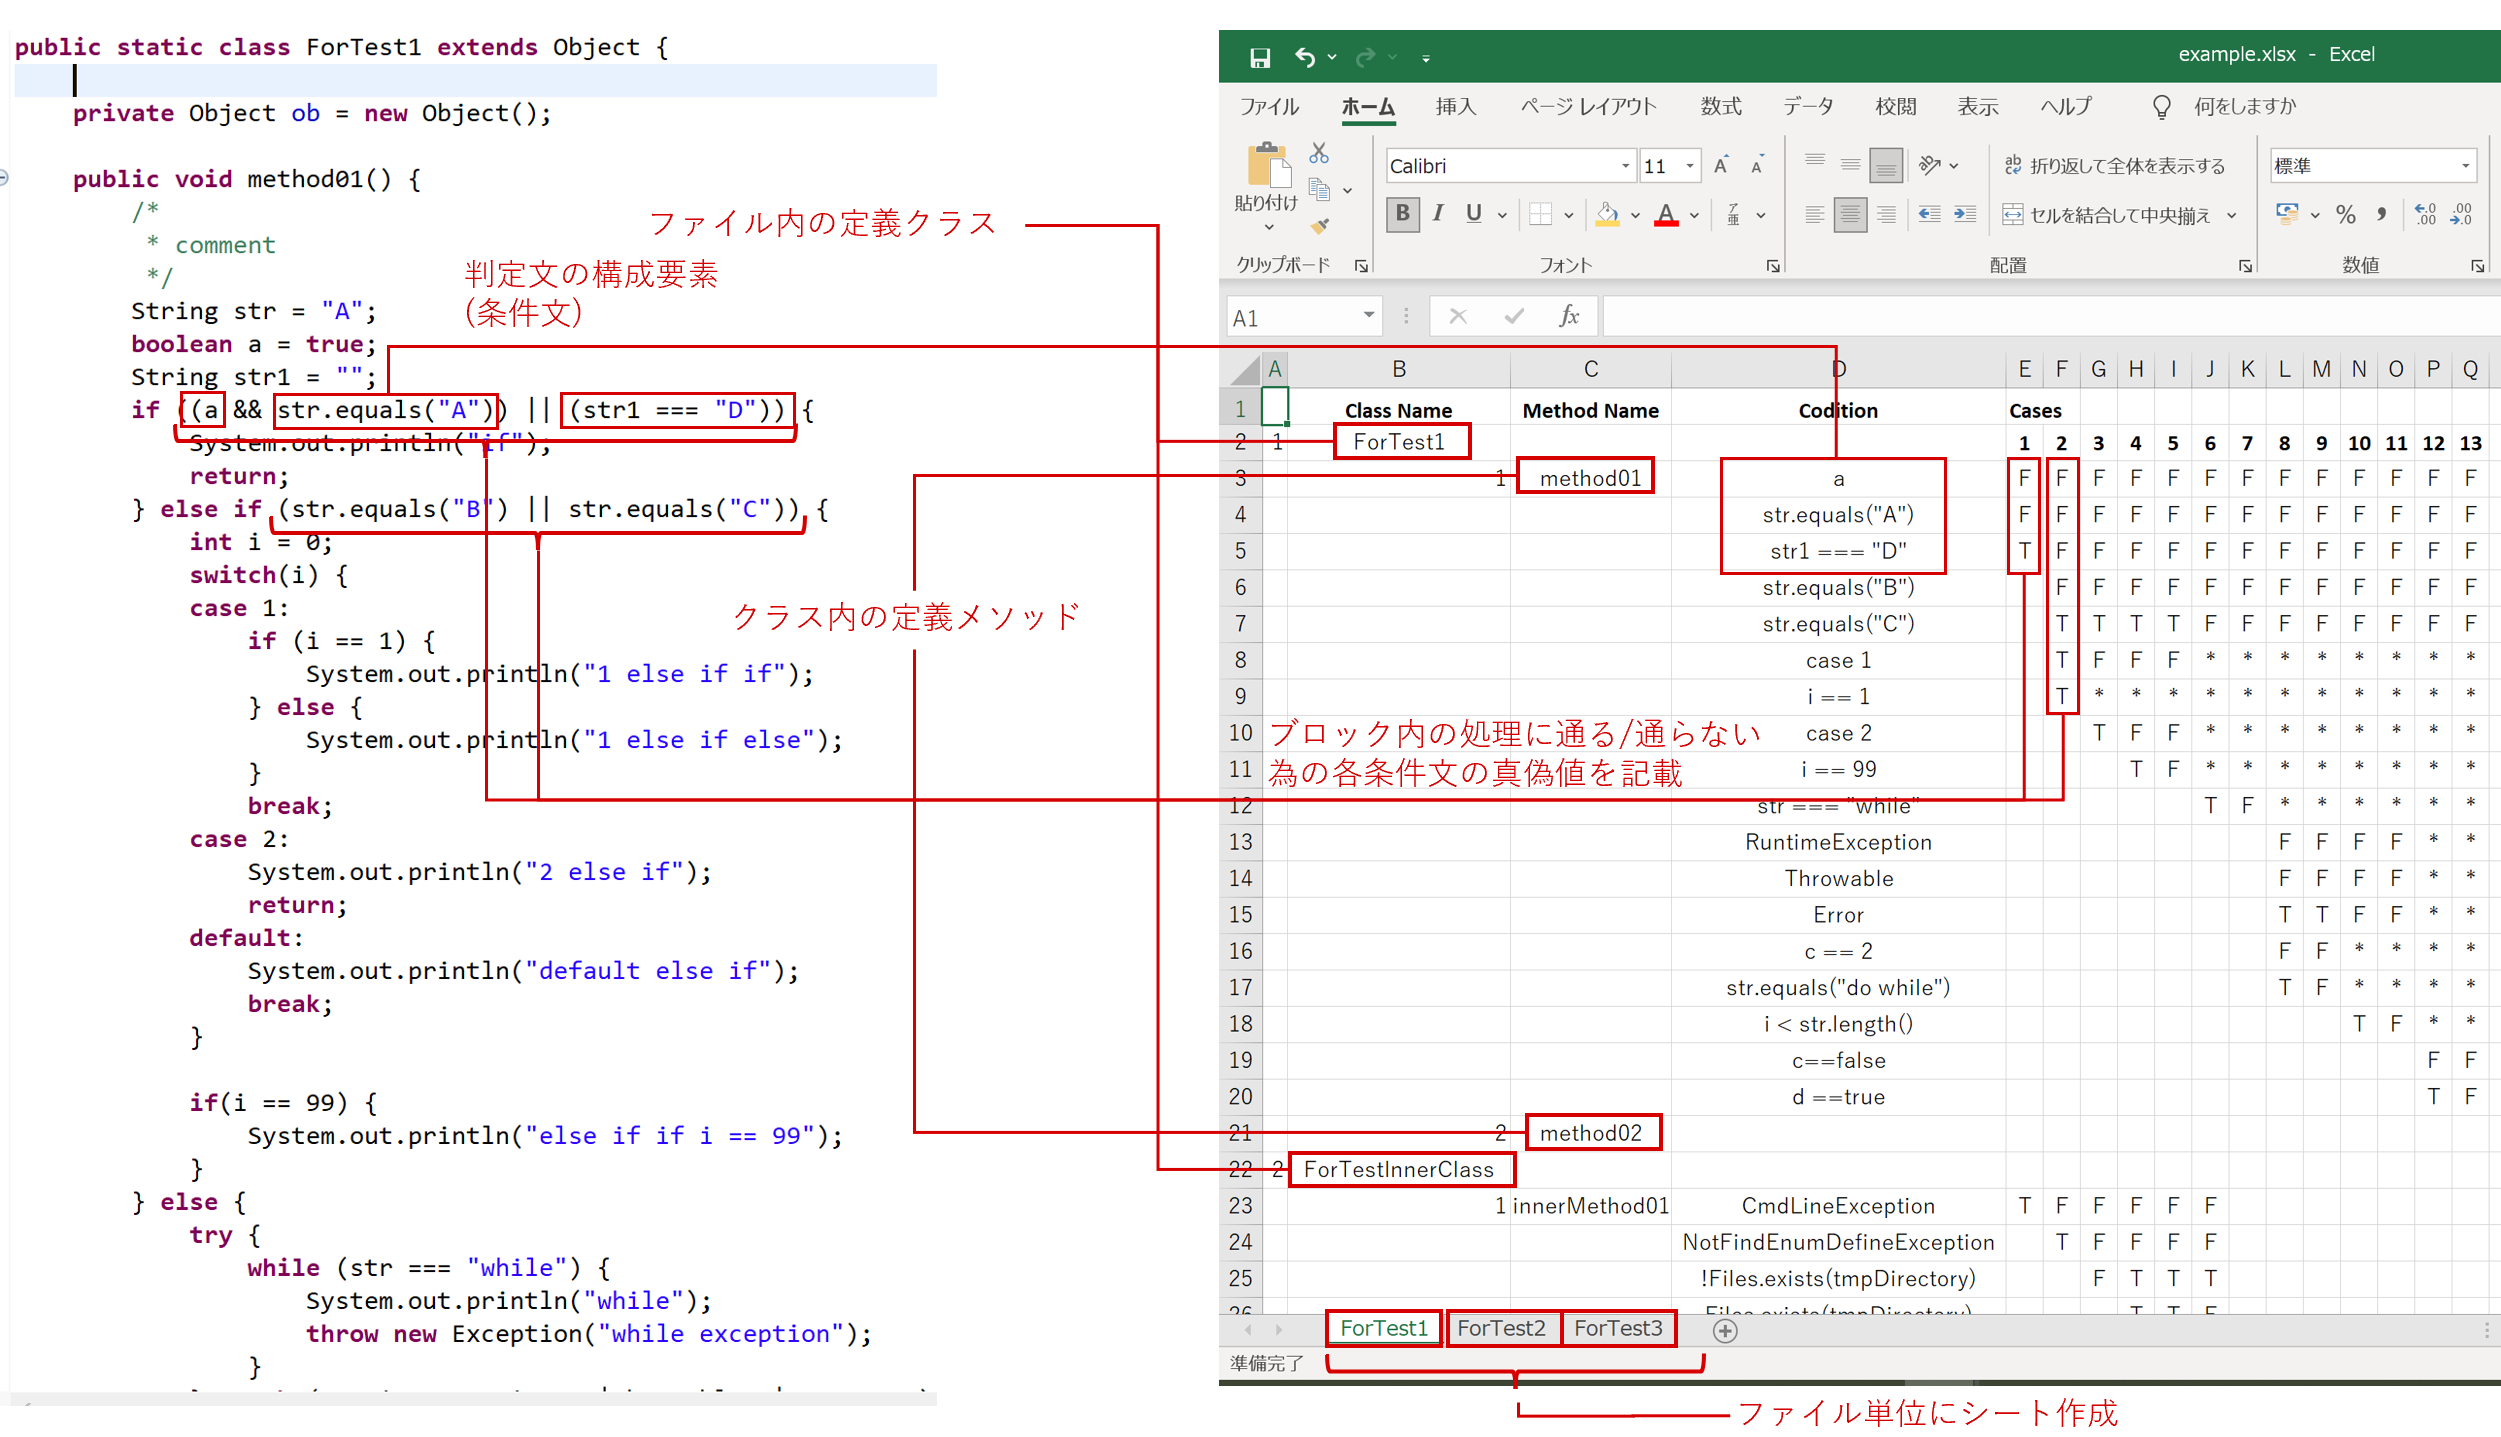 public static class ForTest1 extends Object {
private Object ob = new Object();
public void method01() {
/*
* comment
*/
String str = "A";
boolean a = true;
String str1 = "";
if ((a && str.equals("A")) || (str1 === "D")) {
System.out.println("if");
return;
} else if (str.equals("B") || str.equals("C")) {
int i = 0;
switch(i) {
case 1:
if (i == 1) {
System.out.println("1 else if if");
} else {
System.out.println("1 else if else");
}
break;
case 2:
System.out.println("2 else if");
return;
default:
System.out.println("default else if");
break;
}
if(i == 99) {
System.out.println("else if if i == 99");
}
} else {
try {
while (str === "while") {
System.out.println("while");
throw new Exception("while exception");
}
ファイル内の定義クラス
判定文の構成要素
(条件文)
クラス内の定義メソッド
ブロック内の処理に通る/通らない
為の各条件文の真偽値を記載
ファイル単位にシート作成
example.xlsx - Excel
ファイル ホーム 挿入 ページ レイアウト 数式 データ 校閲 表示 ヘルプ 何をしますか
貼り付け
クリップボード
Calibri 11
B I U A
フォント
折り返して全体を表示する
セルを結合して中央揃え
配置
標準
数値
A1 fx
A B C D E F G H I J K L M N O P Q
1 Class Name Method Name Codition Cases
2 1 ForTest1 1 2 3 4 5 6 7 8 9 10 11 12 13
3 1 method01 a F F F F F F F F F F F F F
4 str.equals("A") F F F F F F F F F F F F F
5 str1 === "D" T F F F F F F F F F F F F
6 str.equals("B") F F F F F F F F F F F F
7 str.equals("C") T T T T F F F F F F F F
8 case 1 T F F F * * * * * * * *
9 i == 1 T * * * * * * * * * * *
10 case 2 T F F * * * * * * * *
11 i == 99 T F * * * * * * * *
12 str === "while" T F * * * * * *
13 RuntimeException F F F F * *
14 Throwable F F F F * *
15 Error T T F F * *
16 c == 2 F F * * * *
17 str.equals("do while") T F * * * *
18 i < str.length() T F * *
19 c==false F F
20 d ==true T F
21 2 method02
22 2 ForTestInnerClass
23 1 innerMethod01 CmdLineException T F F F F F
24 NotFindEnumDefineException T F F F F
25 !Files.exists(tmpDirectory) F T T T
26 Files.exists(tmpDirectory) T T F
ForTest1 ForTest2 ForTest3
準備完了